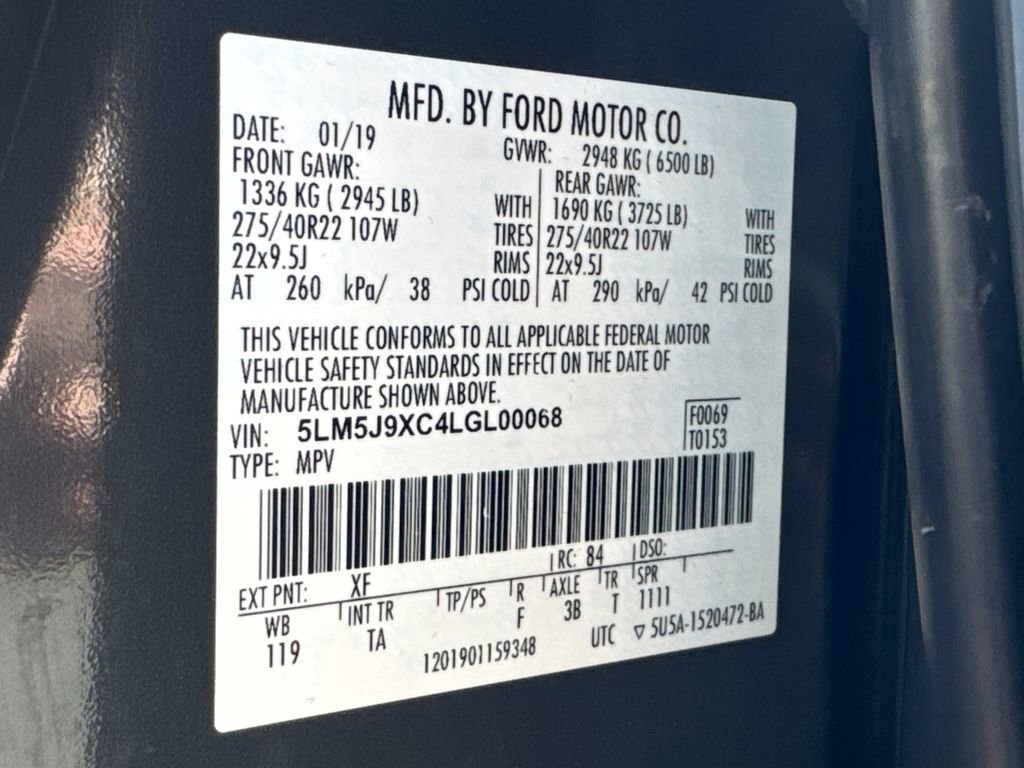 MFD. BY FORD MOTOR CO.
DATE: 01/19 GVWR: 2948 KG ( 6500 LB)
FRONT GAWR: REAR GAWR:
1336 KG ( 2945 LB) WITH 1690 KG ( 3725 LB) WITH
275/40R22 107W TIRES 275/40R22 107W TIRES
22x9.5J RIMS 22x9.5J RIMS
AT 260 kPa/ 38 PSI COLD AT 290 kPa/ 42 PSI COLD
THIS VEHICLE CONFORMS TO ALL APPLICABLE FEDERAL MOTOR
VEHICLE SAFETY STANDARDS IN EFFECT ON THE DATE OF
MANUFACTURE SHOWN ABOVE.
VIN: 5LM5J9XC4LGL00068 F0069
TYPE: MPV T0153
EXT PNT: XF RC: 84 DSO:
WB INT TR TP/PS R AXLE TR SPR
119 TA F 3B T 1111
1201901159348 UTC ▽ 5U5A-1520472-BA